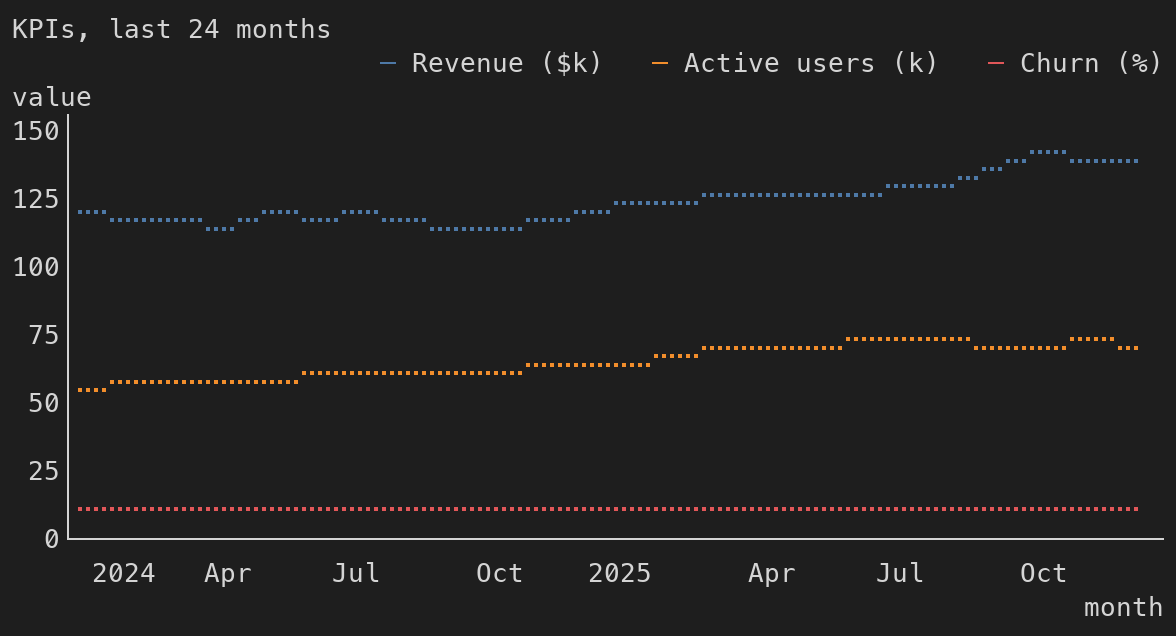 KPIs, last 24 months
Revenue ($k) Active users (k) Churn (%)
value
150
125
100
75
50
25
0
2024 Apr Jul Oct 2025 Apr Jul Oct
month